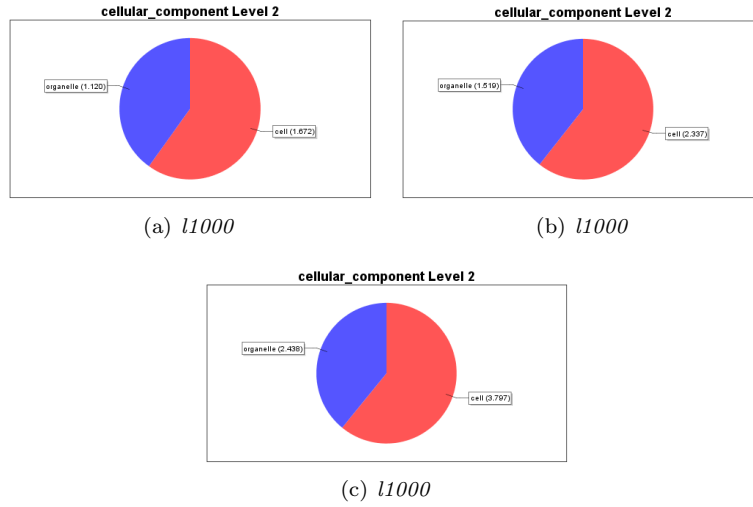 cellular_component Level 2
organelle (1.120)
cell (1.672)
(a) l1000
cellular_component Level 2
organelle (1.519)
cell (2.337)
(b) l1000
cellular_component Level 2
organelle (2.438)
cell (3.797)
(c) l1000